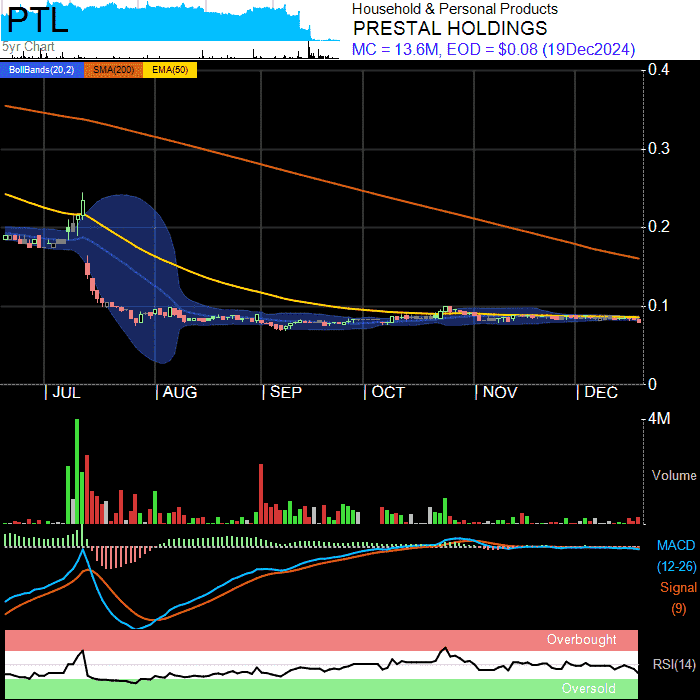 PTL
5yr Chart
Household & Personal Products
PRESTAL HOLDINGS
MC = 13.6M, EOD = $0.08 (19Dec2024)
BollBands(20,2) SMA(200) EMA(50)
0.4
0.3
0.2
0.1
0
JUL AUG SEP OCT NOV DEC
4M
Volume
MACD
(12-26)
Signal
(9)
Overbought
RSI(14)
Oversold